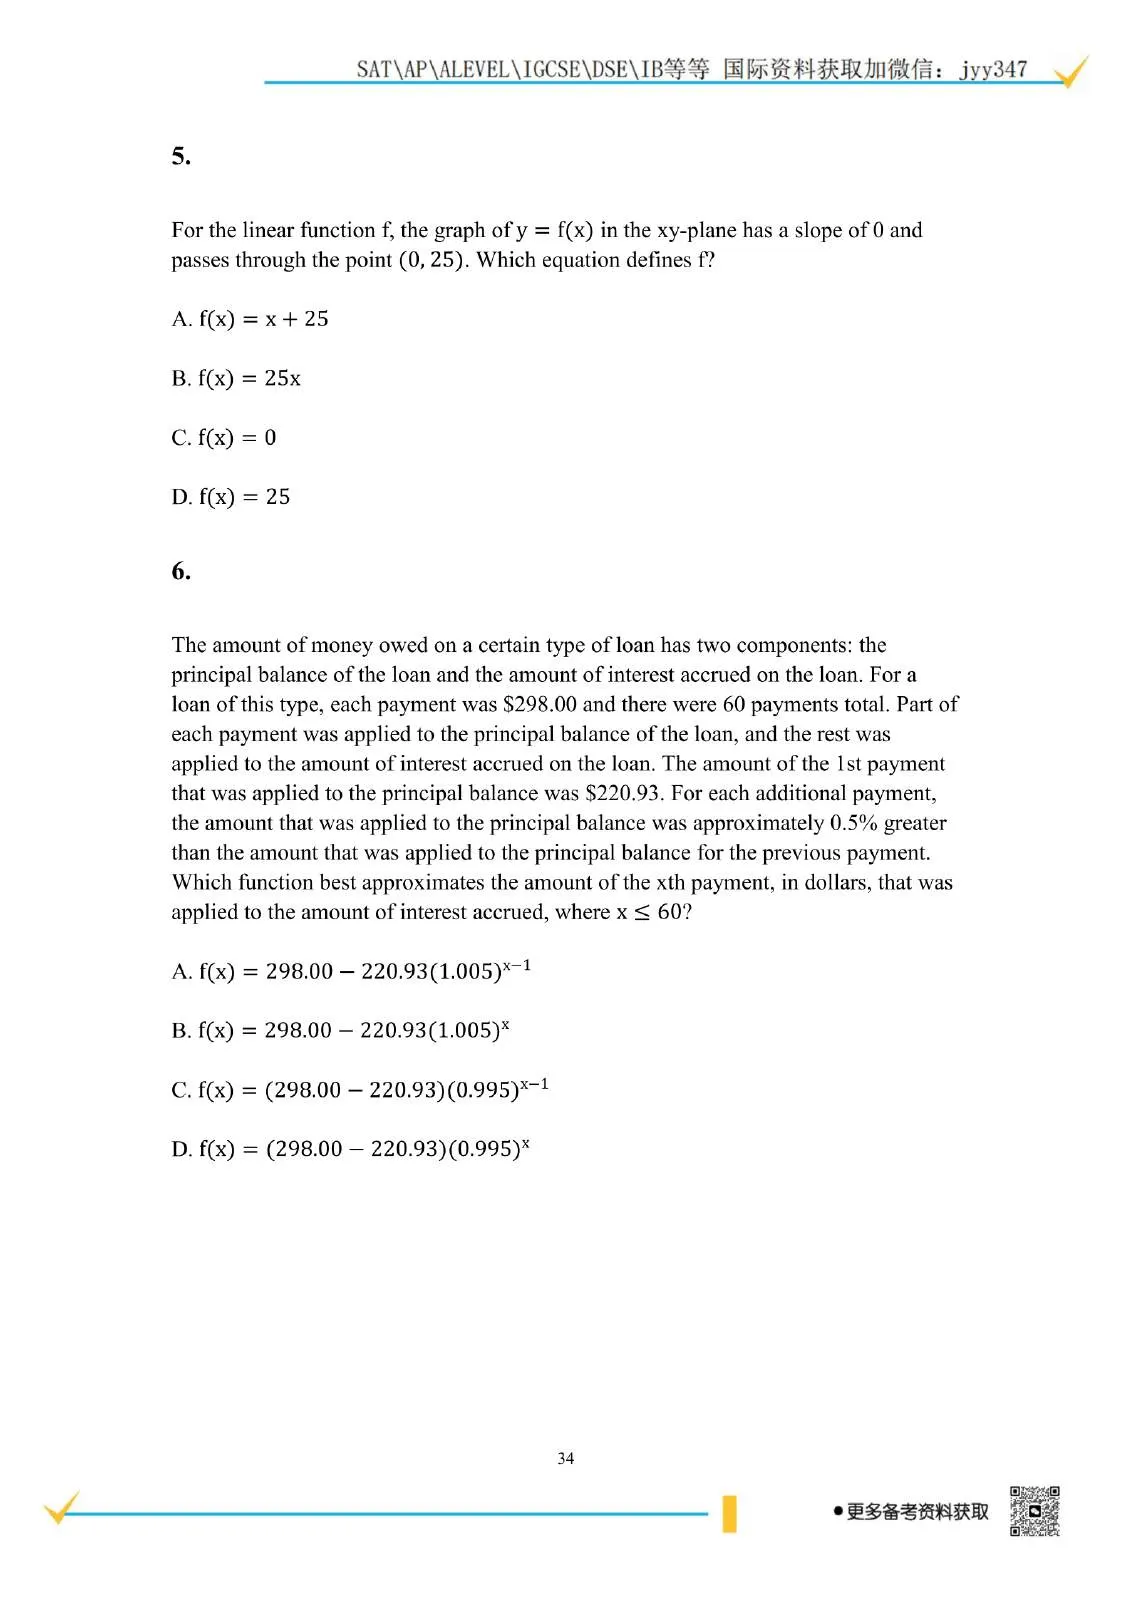 SAT\AP\ALEVEL\IGCSE\DSE\IB等等 国际资料获取加微信：jyy347
5.
For the linear function f, the graph of y = f(x) in the xy-plane has a slope of 0 and
passes through the point (0, 25). Which equation defines f?
A. f(x) = x + 25
B. f(x) = 25x
C. f(x) = 0
D. f(x) = 25
6.
The amount of money owed on a certain type of loan has two components: the
principal balance of the loan and the amount of interest accrued on the loan. For a
loan of this type, each payment was $298.00 and there were 60 payments total. Part of
each payment was applied to the principal balance of the loan, and the rest was
applied to the amount of interest accrued on the loan. The amount of the 1st payment
that was applied to the principal balance was $220.93. For each additional payment,
the amount that was applied to the principal balance was approximately 0.5% greater
than the amount that was applied to the principal balance for the previous payment.
Which function best approximates the amount of the xth payment, in dollars, that was
applied to the amount of interest accrued, where x ≤ 60?
A. f(x) = 298.00 − 220.93(1.005)ˣ⁻¹
B. f(x) = 298.00 − 220.93(1.005)ˣ
C. f(x) = (298.00 − 220.93)(0.995)ˣ⁻¹
D. f(x) = (298.00 − 220.93)(0.995)ˣ
34
●更多备考资料获取